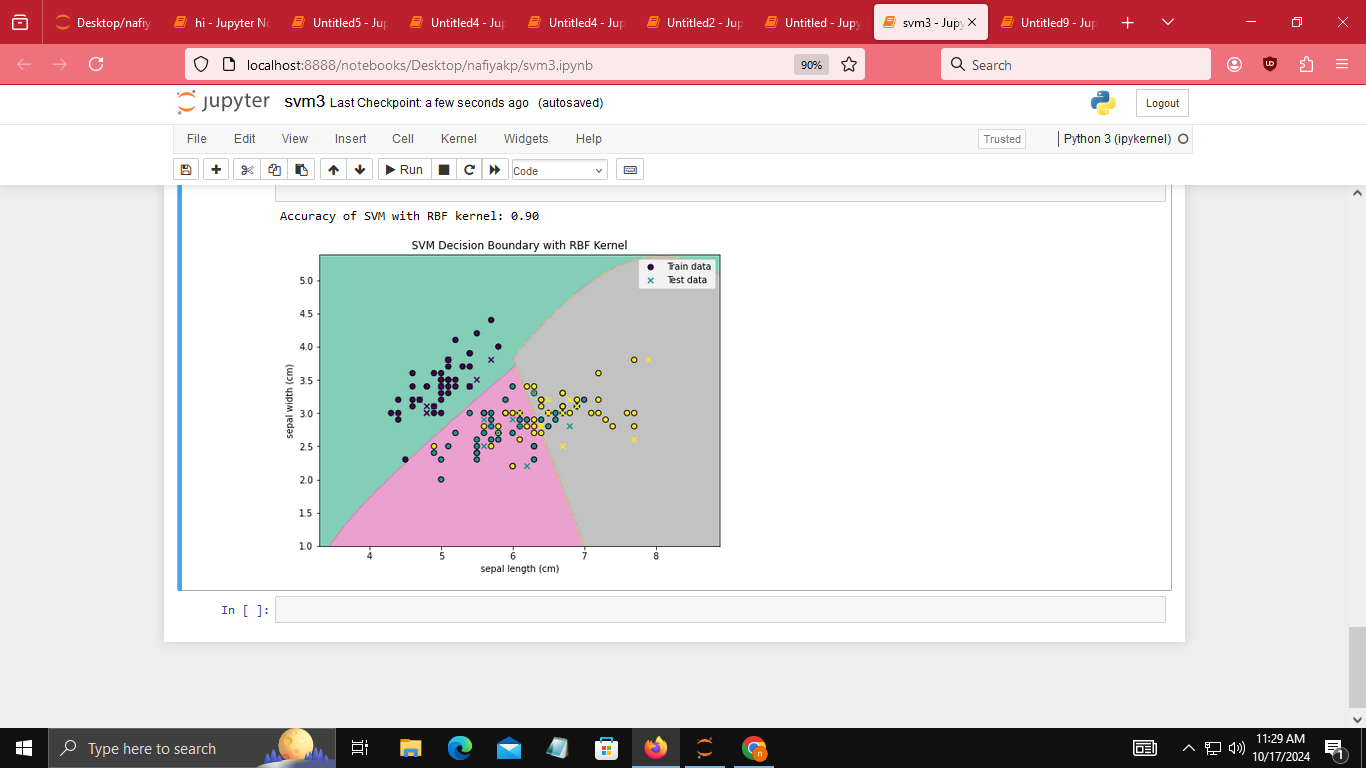 Desktop/nafiy
hi - Jupyter No
Untitled5 - Jup
Untitled4 - Jup
Untitled4 - Jup
Untitled2 - Jup
Untitled - Jupy
svm3 - Jupy
Untitled9 - Jup
localhost:8888/notebooks/Desktop/nafiyakp/svm3.ipynb
90%
Search
jupyter svm3 Last Checkpoint: a few seconds ago (autosaved)
Logout
File Edit View Insert Cell Kernel Widgets Help
Trusted
Python 3 (ipykernel)
Run
Code
Accuracy of SVM with RBF kernel: 0.90
SVM Decision Boundary with RBF Kernel
Train data
Test data
5.0
4.5
4.0
3.5
3.0
2.5
2.0
1.5
1.0
sepal width (cm)
4 5 6 7 8
sepal length (cm)
In [ ]:
Type here to search
11:29 AM
10/17/2024
1